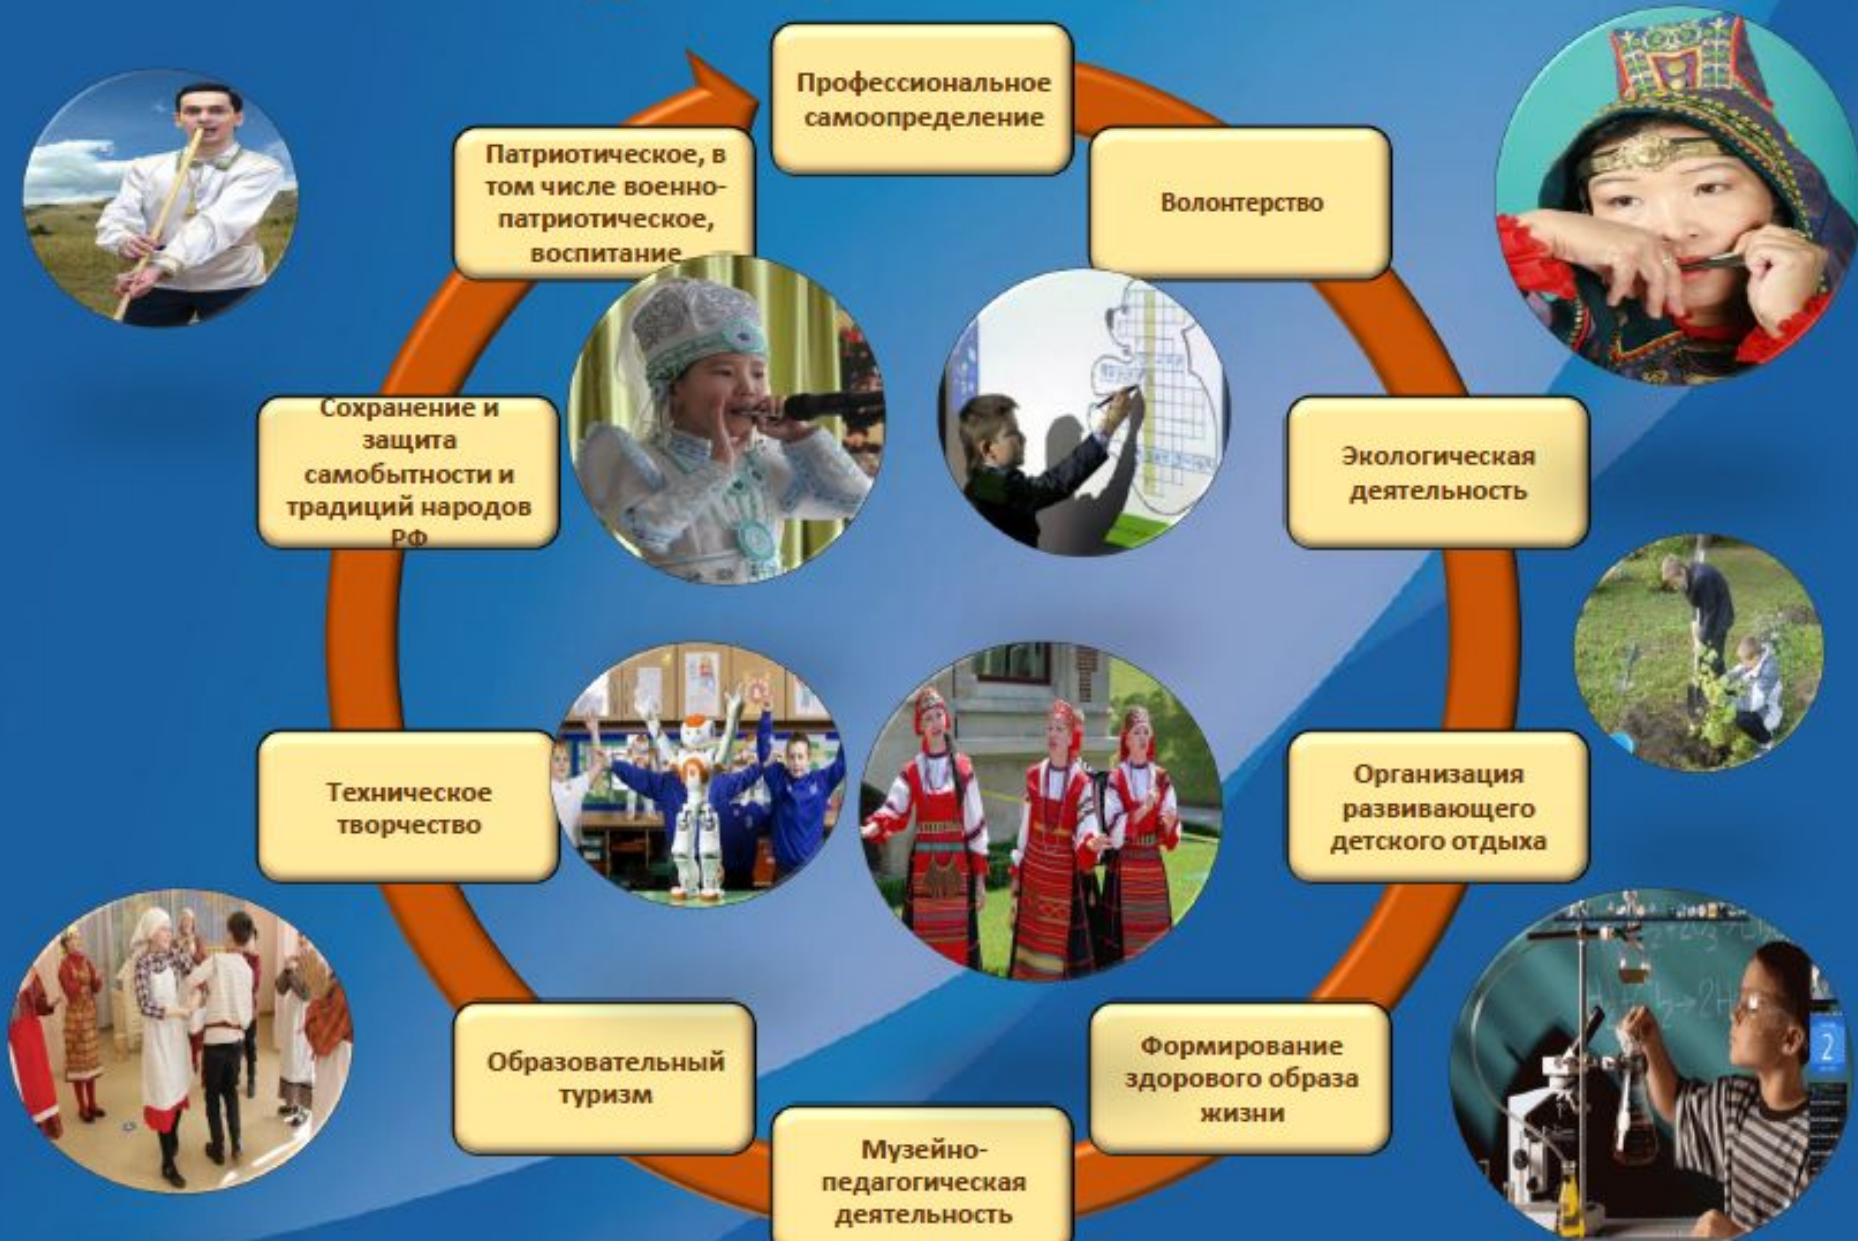 Профессиональное
самоопределение
Волонтерство
Экологическая
деятельность
Организация
развивающего
детского отдыха
Формирование
здорового образа
жизни
Музейно-
педагогическая
деятельность
Образовательный
туризм
Техническое
творчество
Сохранение и
защита
самобытности и
традиций народов
РФ
Патриотическое, в
том числе военно-
патриотическое,
воспитание
2